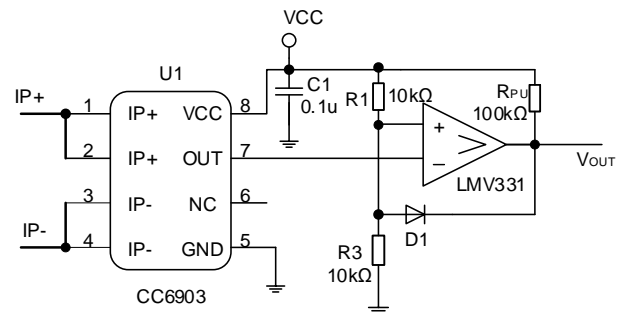 VCC
U1
C1
0.1u
R1
10kΩ
RPU
100kΩ
IP+
1
IP+
VCC
8
2
IP+
OUT
7
+
−
LMV331
VOUT
3
IP-
NC
6
IP-
4
IP-
GND
5
D1
R3
10kΩ
CC6903